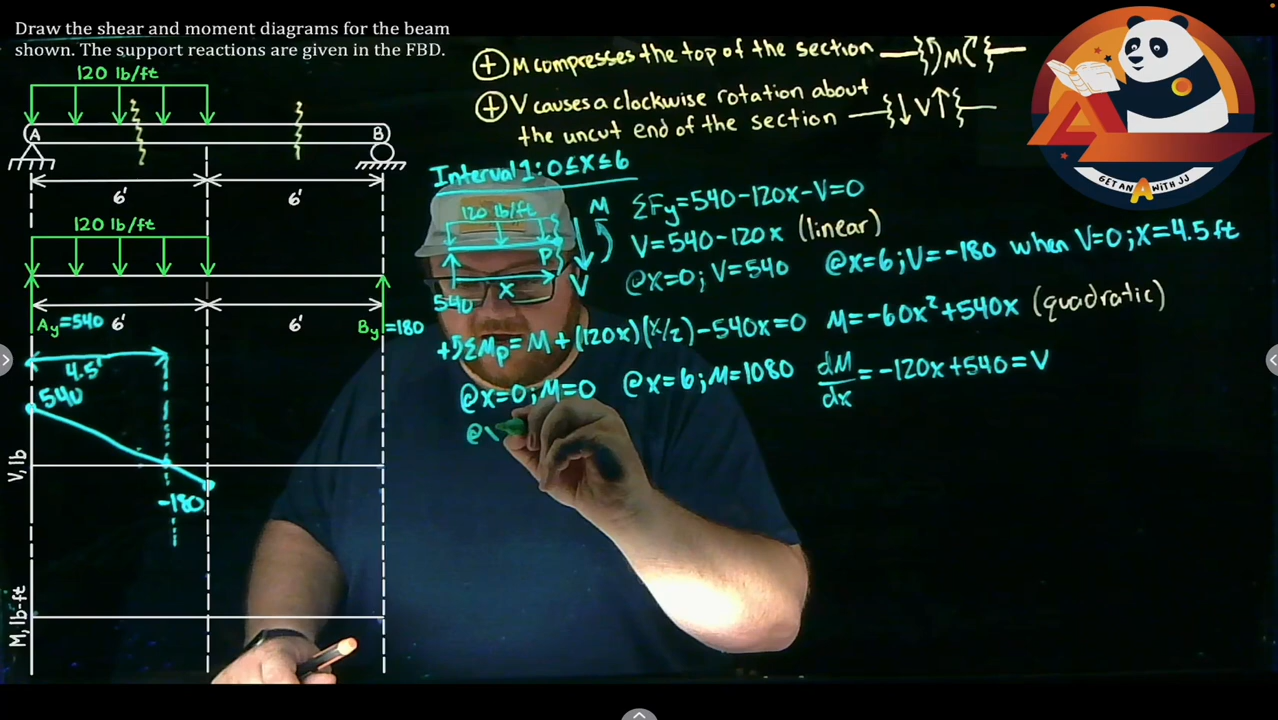 Draw the shear and moment diagrams for the beam
shown. The support reactions are given in the FBD.
120 lb/ft
A
B
6'
6'
120 lb/ft
6'
6'
Ay=540
By=180
4.5'
540
V, lb
-180
M, lb-ft
⊕ M compresses the top of the section
M
⊕ V causes a clockwise rotation about
the uncut end of the section
V
Interval 1: 0≤x≤6
120 lb/ft
M
P
V
x
540
ΣFy=540-120x-V=0
V=540-120x (linear)
@x=0; V=540 @x=6; V=-180 when V=0; x=4.5 ft
+↺ΣMp= M+(120x)(x/2)-540x=0 M=-60x²+540x (quadratic)
@x=0; M=0 @x=6; M=1080 dM/dx = -120x+540=V
@
GET AN A WITH JJ